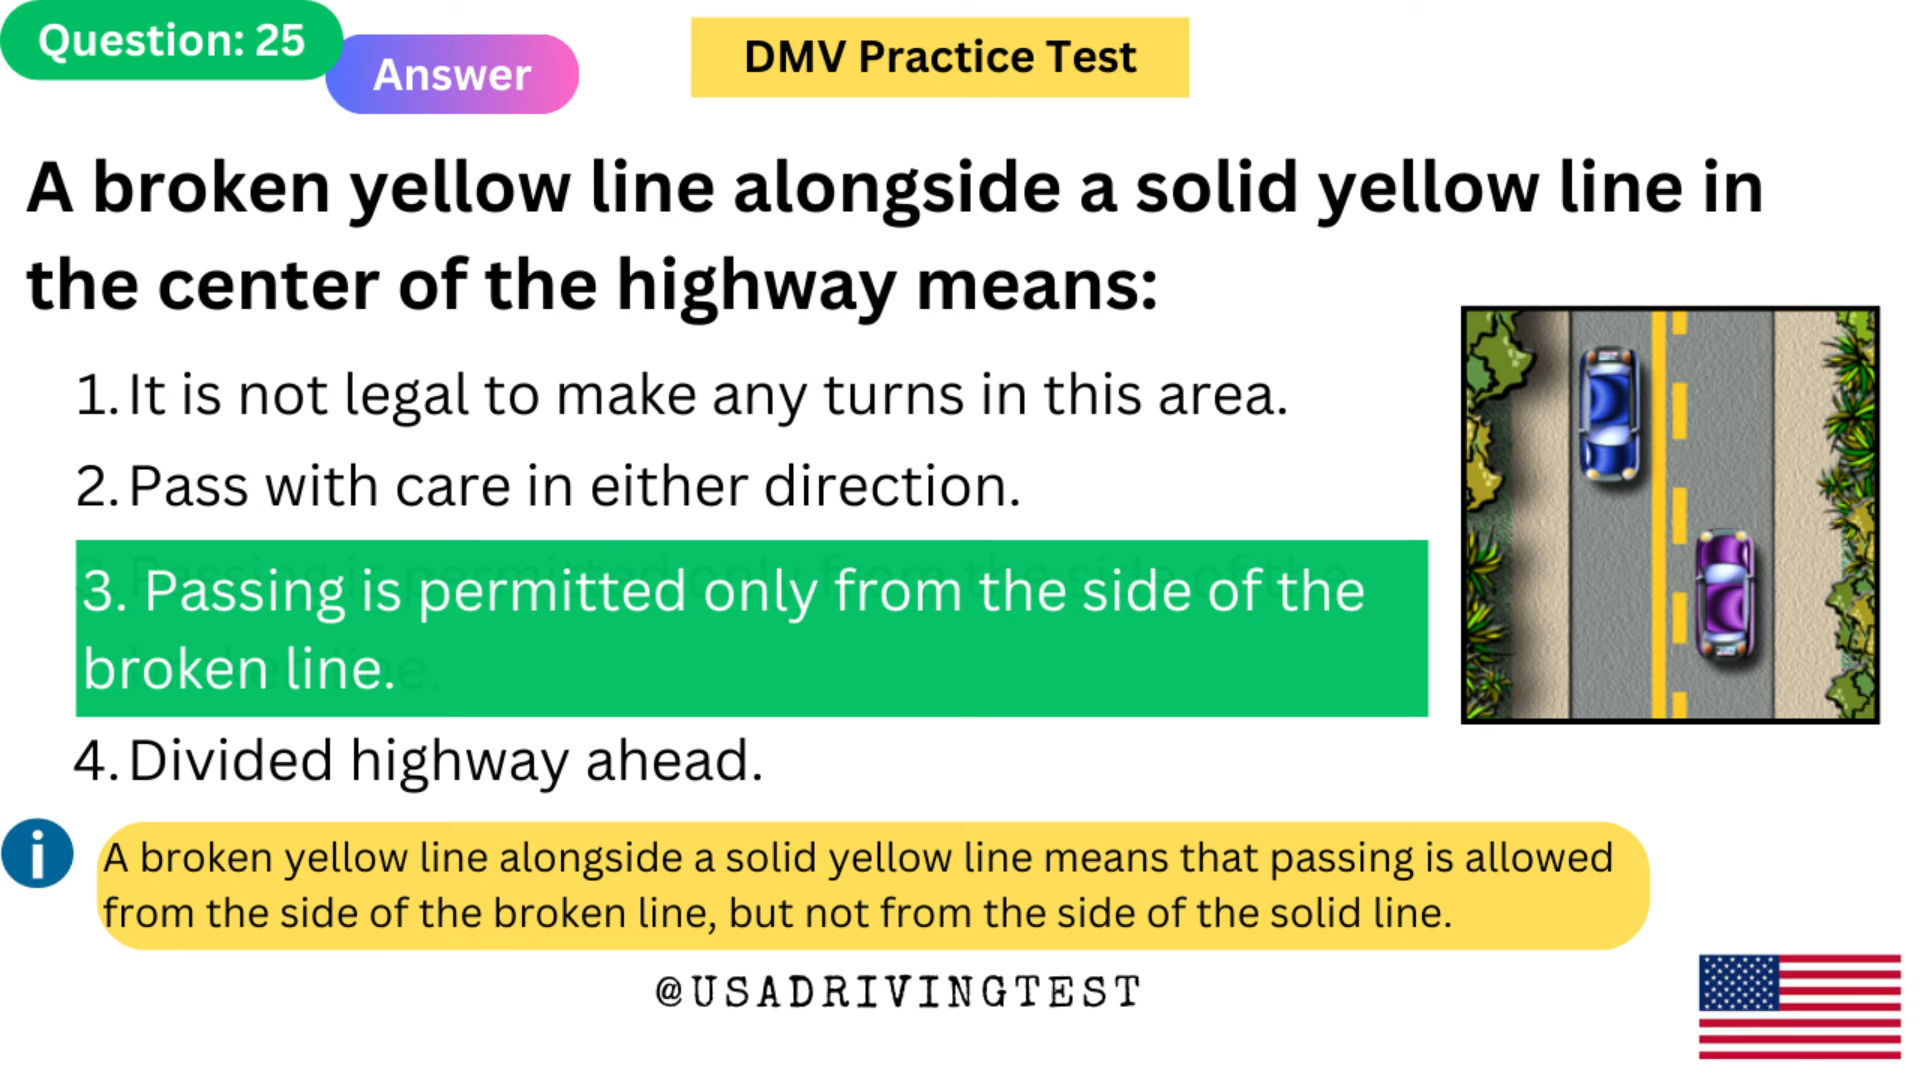 Question: 25
Answer
DMV Practice Test
A broken yellow line alongside a solid yellow line in
the center of the highway means:
1. It is not legal to make any turns in this area.
2. Pass with care in either direction.
3. Passing is permitted only from the side of the
broken line.
4. Divided highway ahead.
i
A broken yellow line alongside a solid yellow line means that passing is allowed
from the side of the broken line, but not from the side of the solid line.
@USADRIVINGTEST